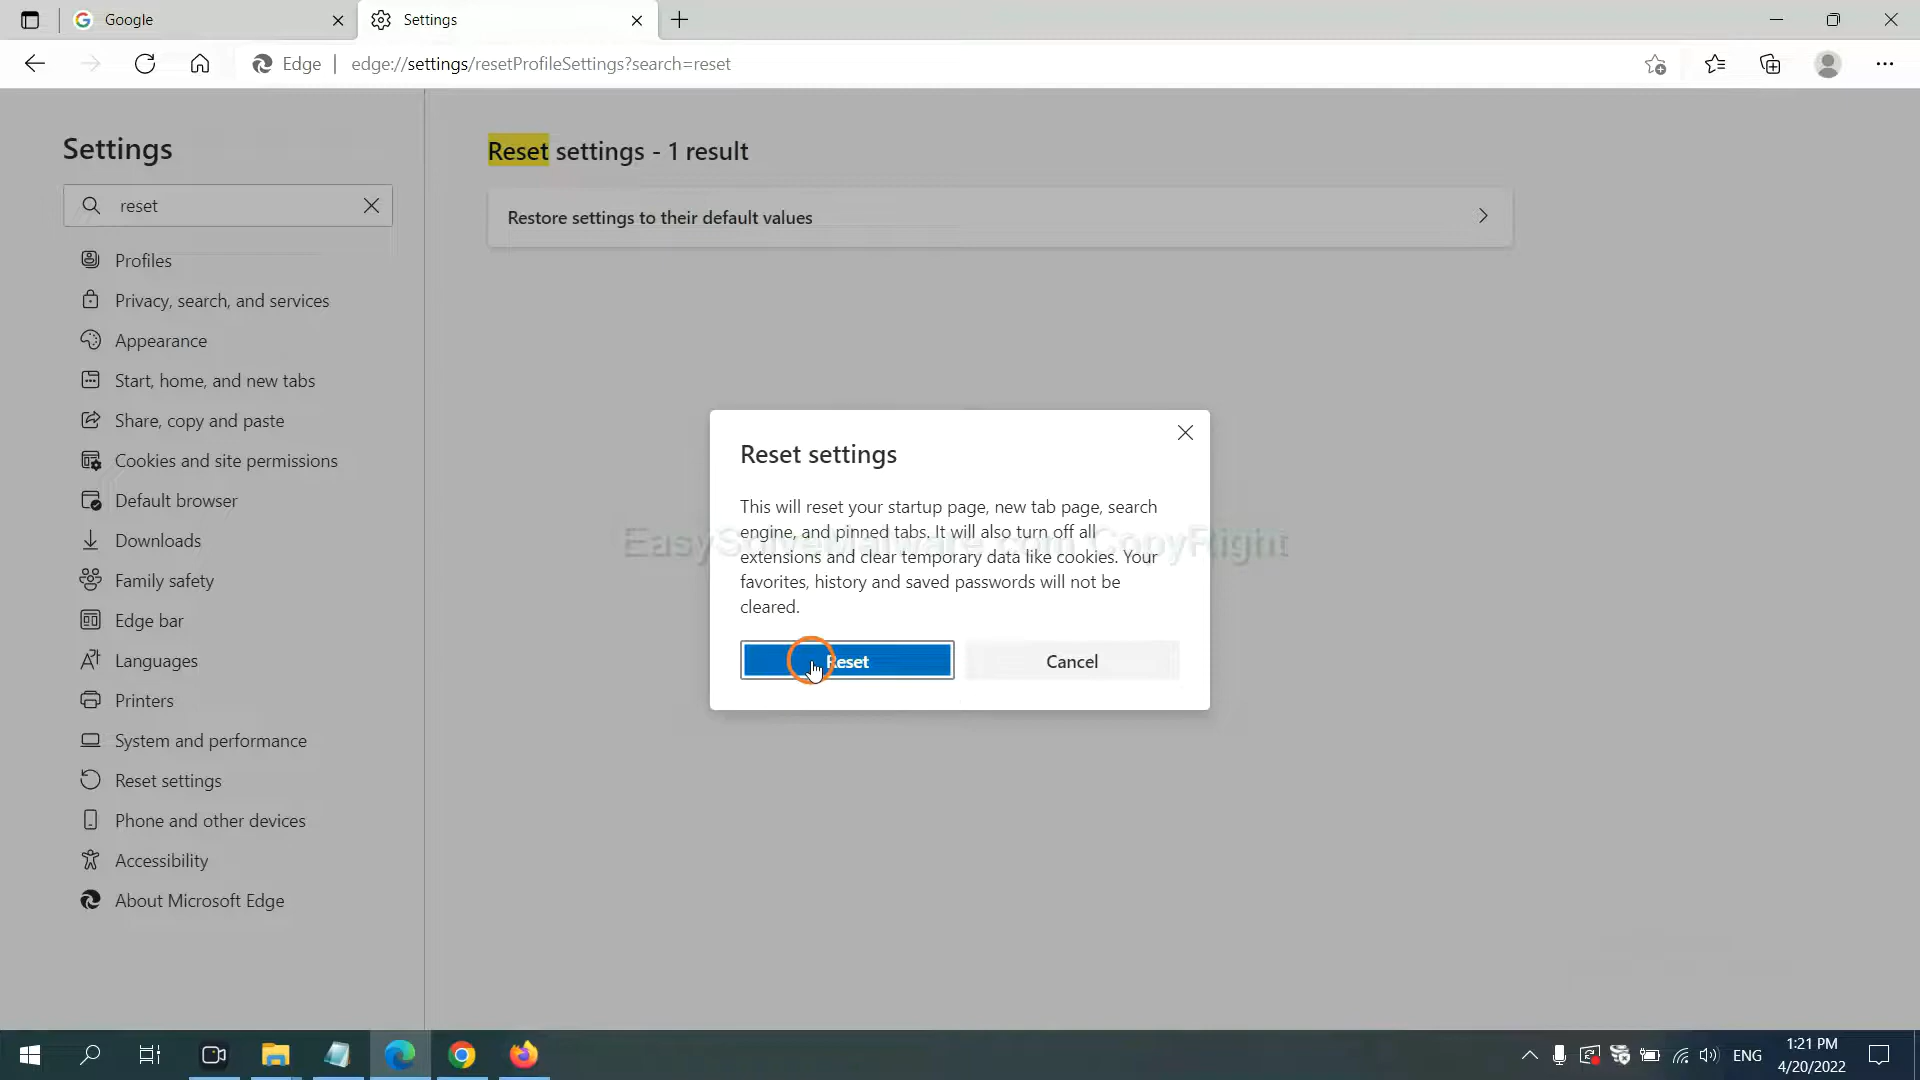 Google
Settings
Edge
edge://settings/resetProfileSettings?search=reset
Settings
reset
Profiles
Privacy, search, and services
Appearance
Start, home, and new tabs
Share, copy and paste
Cookies and site permissions
Default browser
Downloads
Family safety
Edge bar
Languages
Printers
System and performance
Reset settings
Phone and other devices
Accessibility
About Microsoft Edge
Reset settings - 1 result
Restore settings to their default values
Reset settings
This will reset your startup page, new tab page, search
engine, and pinned tabs. It will also turn off all
extensions and clear temporary data like cookies. Your
favorites, history and saved passwords will not be
cleared.
Reset
Cancel
EasySolveMalware.com CopyRight
ENG
1:21 PM
4/20/2022